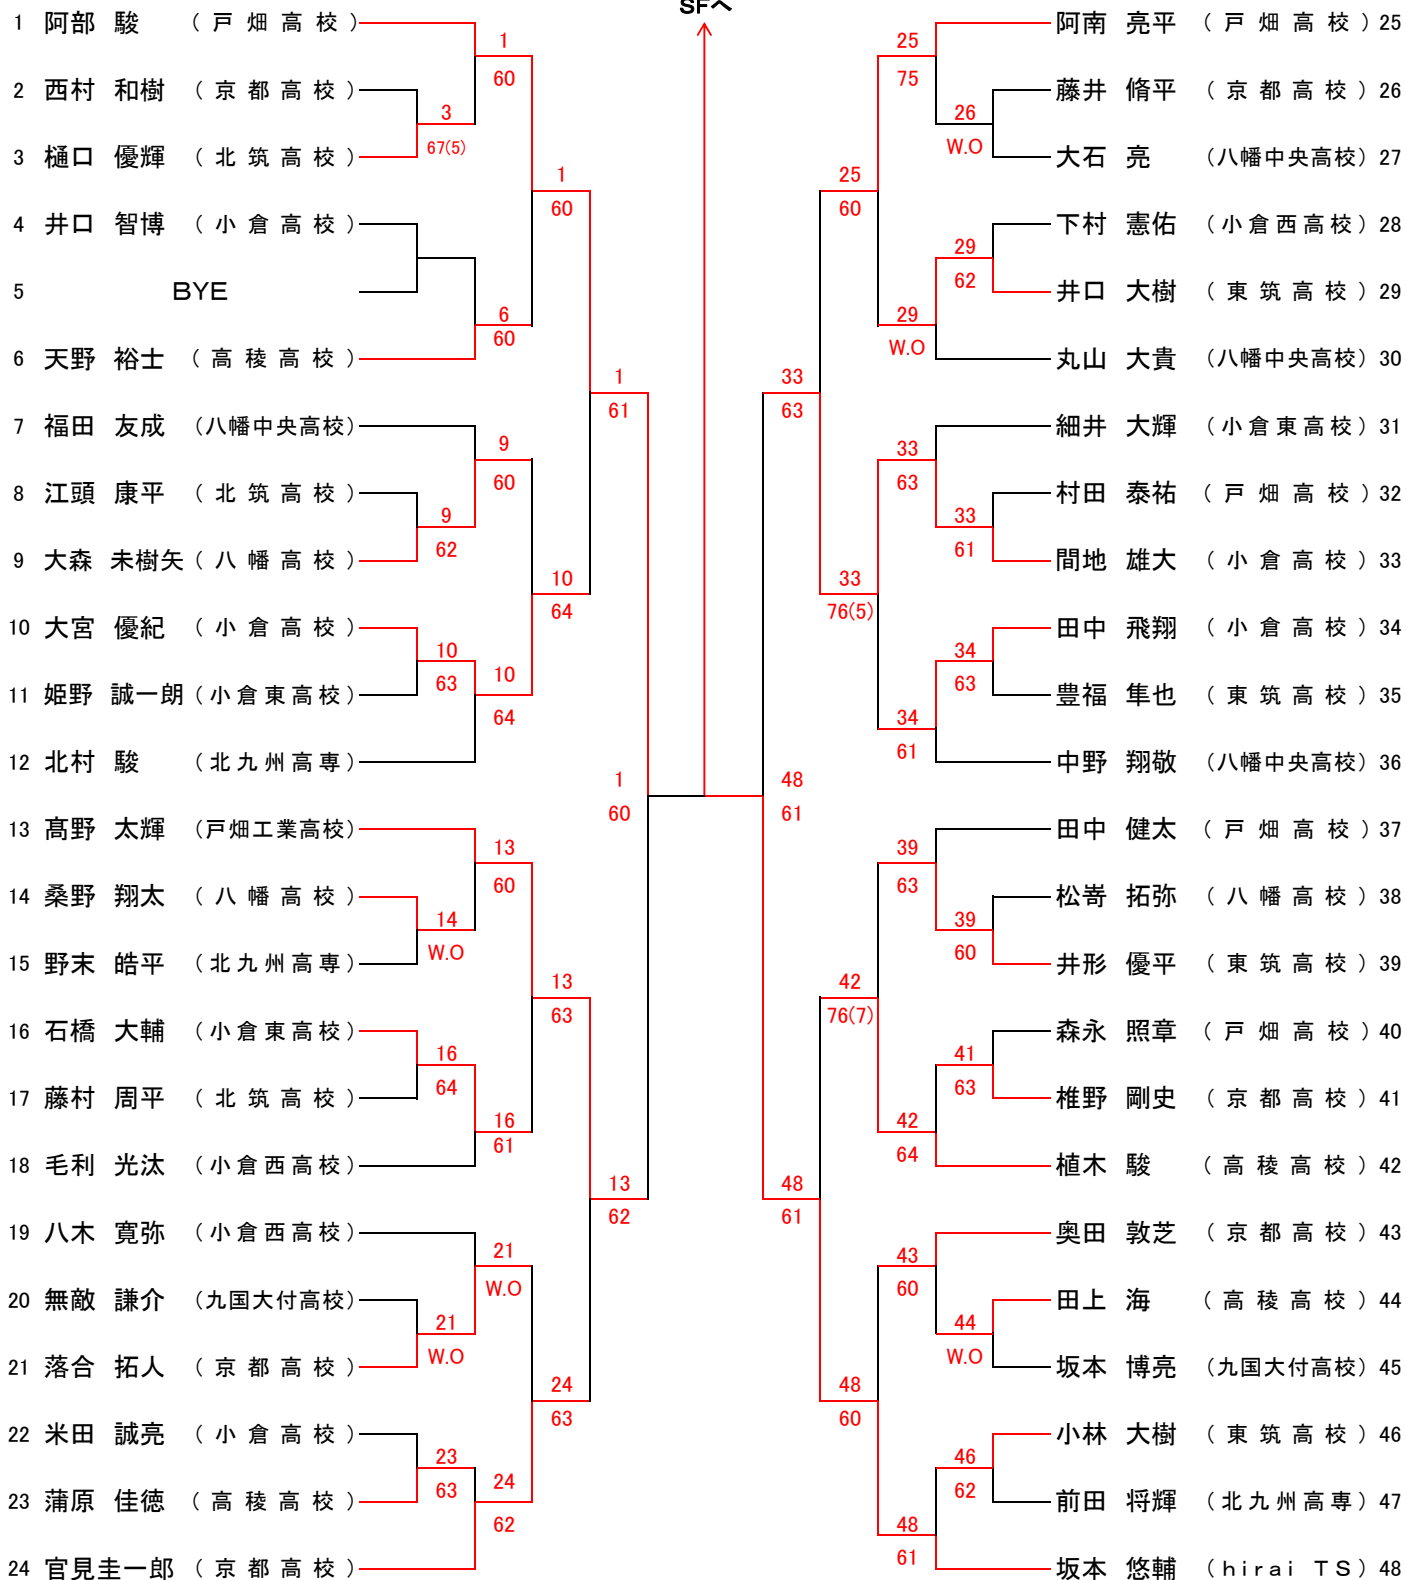 SFへ
1 阿部 駿 (戸畑高校)
2 西村 和樹 (京都高校)
3 樋口 優輝 (北筑高校)
4 井口 智博 (小倉高校)
5 BYE
6 天野 裕士 (高稜高校)
7 福田 友成 (八幡中央高校)
8 江頭 康平 (北筑高校)
9 大森 未樹矢 (八幡高校)
10 大宮 優紀 (小倉高校)
11 姫野 誠一朗 (小倉東高校)
12 北村 駿 (北九州高専)
13 髙野 太輝 (戸畑工業高校)
14 桑野 翔太 (八幡高校)
15 野末 皓平 (北九州高専)
16 石橋 大輔 (小倉東高校)
17 藤村 周平 (北筑高校)
18 毛利 光汰 (小倉西高校)
19 八木 寛弥 (小倉西高校)
20 無敵 謙介 (九国大付高校)
21 落合 拓人 (京都高校)
22 米田 誠亮 (小倉高校)
23 蒲原 佳徳 (高稜高校)
24 官見圭一郎 (京都高校)
3
67(5)
9
62
10
63
14
W.O
16
64
21
W.O
23
63
1
60
6
60
9
60
10
64
13
60
16
61
21
W.O
24
62
1
60
10
64
13
63
24
63
1
61
13
62
1
60
48
61
33
63
48
61
25
60
33
76(5)
42
76(7)
48
60
25
75
29
W.O
33
63
34
61
39
63
42
64
43
60
48
61
26
W.O
29
62
33
61
34
63
39
60
41
63
44
W.O
46
62
阿南 亮平 (戸畑高校) 25
藤井 脩平 (京都高校) 26
大石 亮 (八幡中央高校) 27
下村 憲佑 (小倉西高校) 28
井口 大樹 (東筑高校) 29
丸山 大貴 (八幡中央高校) 30
細井 大輝 (小倉東高校) 31
村田 泰祐 (戸畑高校) 32
間地 雄大 (小倉高校) 33
田中 飛翔 (小倉高校) 34
豊福 隼也 (東筑高校) 35
中野 翔敬 (八幡中央高校) 36
田中 健太 (戸畑高校) 37
松嵜 拓弥 (八幡高校) 38
井形 優平 (東筑高校) 39
森永 照章 (戸畑高校) 40
椎野 剛史 (京都高校) 41
植木 駿 (高稜高校) 42
奥田 敦芝 (京都高校) 43
田上 海 (高稜高校) 44
坂本 博亮 (九国大付高校) 45
小林 大樹 (東筑高校) 46
前田 将輝 (北九州高専) 47
坂本 悠輔 (hirai TS) 48